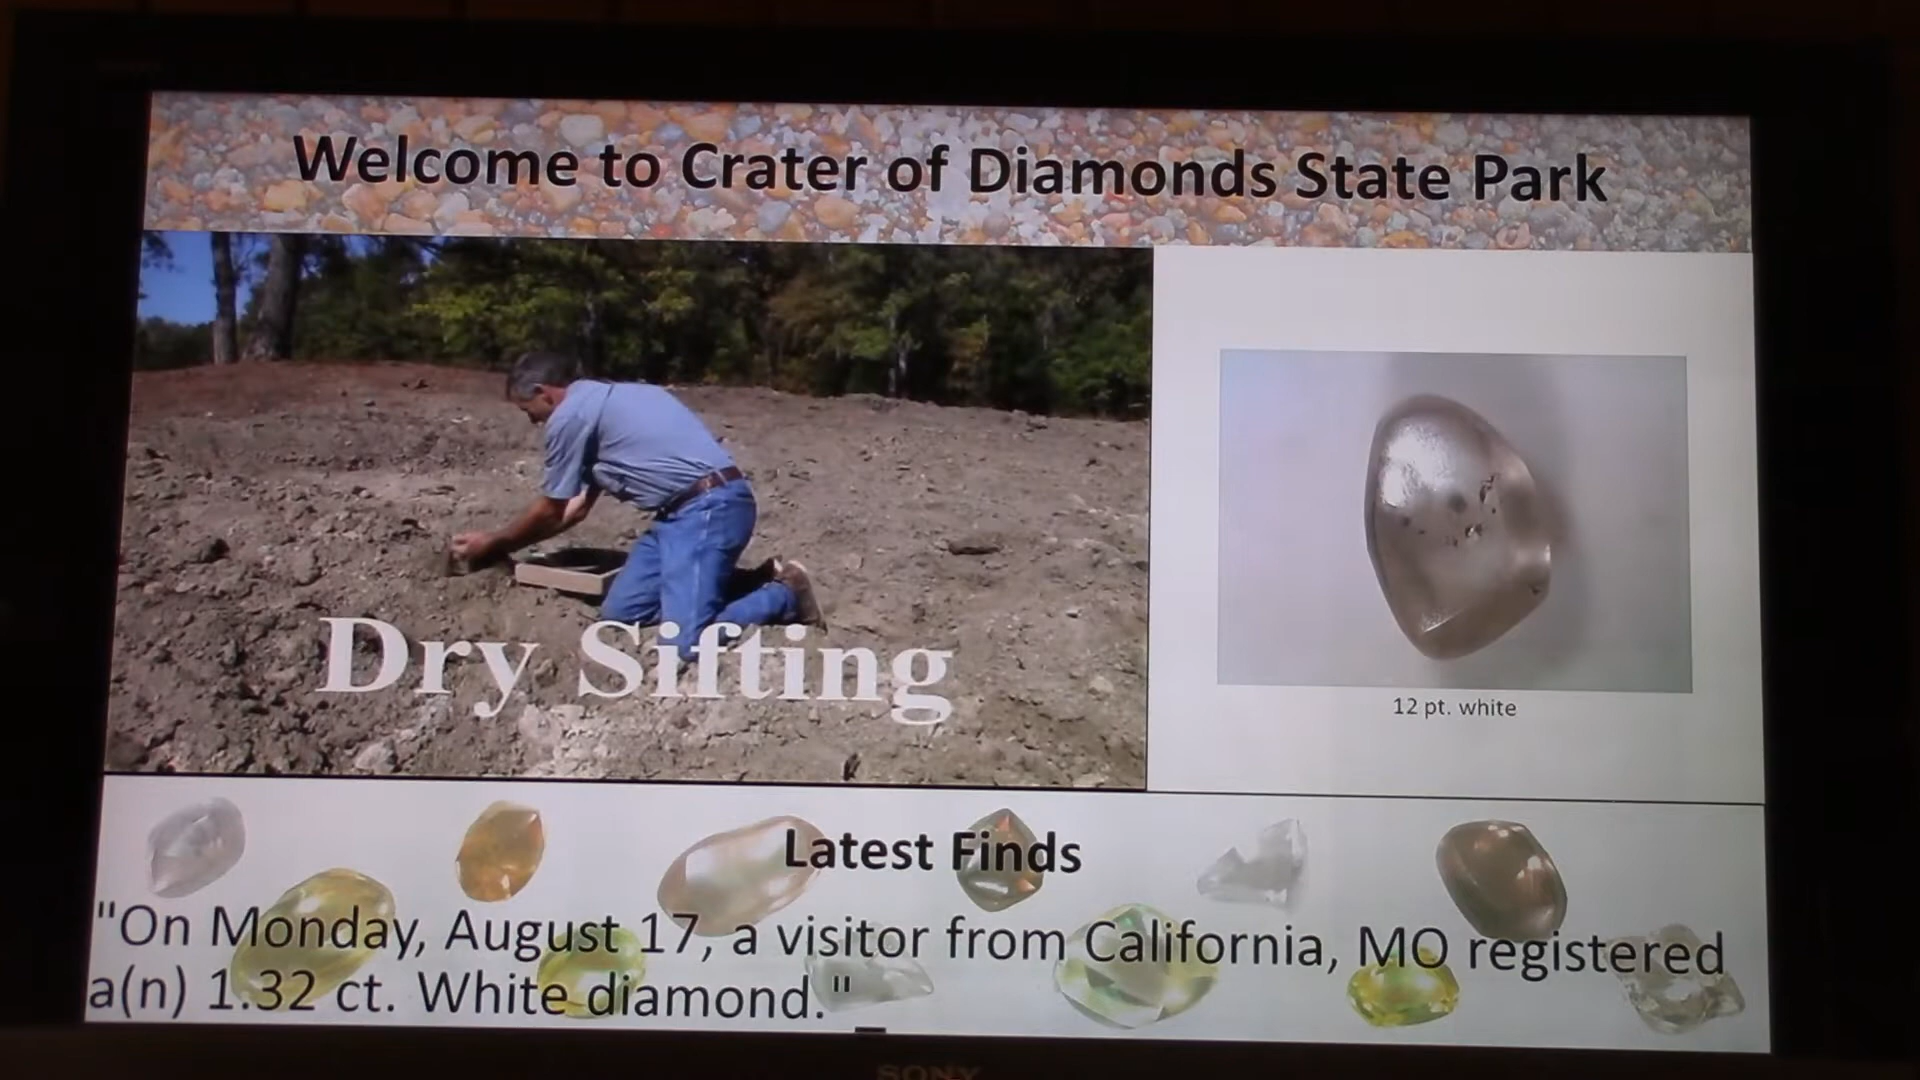 Welcome to Crater of Diamonds State Park
Dry Sifting
12 pt. white
Latest Finds
"On Monday, August 17, a visitor from California, MO registered
a(n) 1.32 ct. White diamond."
SONY